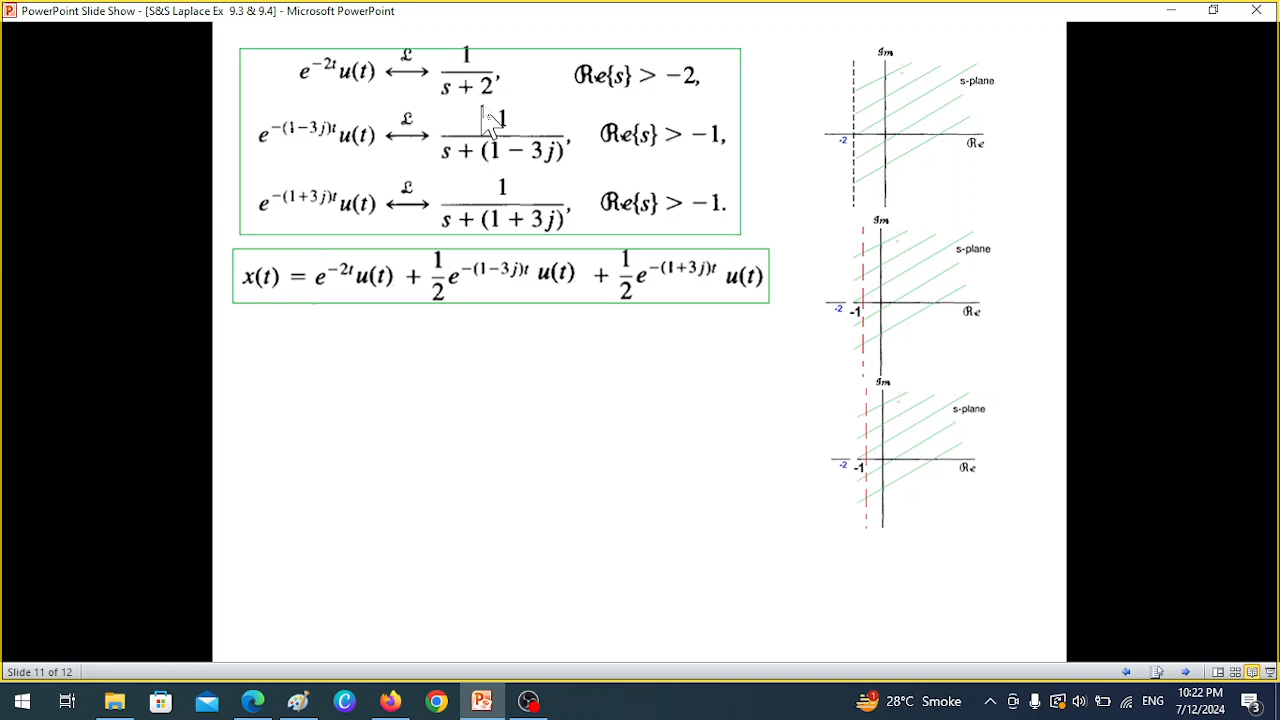 PowerPoint Slide Show - [S&S Laplace Ex 9.3 & 9.4] - Microsoft PowerPoint
e^{-2t}u(t) ⟷ℒ 1/(s + 2), ℛe{s} > −2,
e^{-(1-3j)t}u(t) ⟷ℒ 1/(s + (1 − 3j)), ℛe{s} > −1,
e^{-(1+3j)t}u(t) ⟷ℒ 1/(s + (1 + 3j)), ℛe{s} > −1.
x(t) = e^{-2t}u(t) + 1/2 e^{-(1-3j)t} u(t) + 1/2 e^{-(1+3j)t} u(t)
ℐm
s-plane
-2
ℛe
ℐm
s-plane
-2 -1
ℛe
ℐm
s-plane
-2 -1
ℛe
Slide 11 of 12
1
28°C Smoke
ENG
10:22 PM
7/12/2024
3